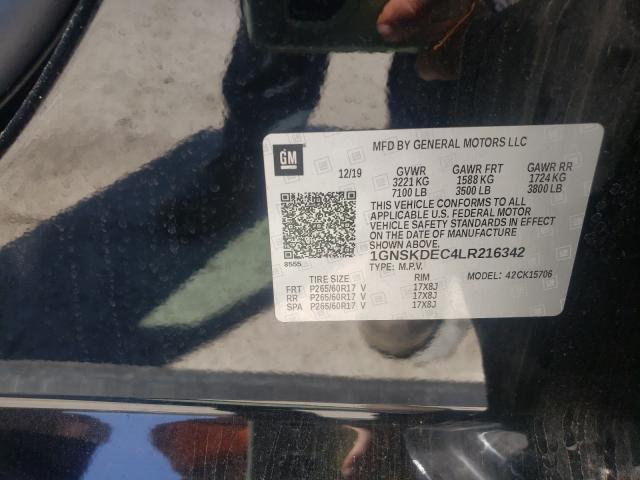 MFD BY GENERAL MOTORS LLC
GM
12/19
GVWR GAWR FRT GAWR RR
3221 KG 1588 KG 1724 KG
7100 LB 3500 LB 3800 LB
THIS VEHICLE CONFORMS TO ALL
APPLICABLE U.S. FEDERAL MOTOR
VEHICLE SAFETY STANDARDS IN EFFECT
ON THE DATE OF MANUFACTURE
SHOWN ABOVE.
1GNSKDEC4LR216342
8555
TYPE: M.P.V.
MODEL: 42CK15706
TIRE SIZE RIM
FRT P265/60R17 V 17X8J
RR P265/60R17 V 17X8J
SPA P265/60R17 V 17X8J